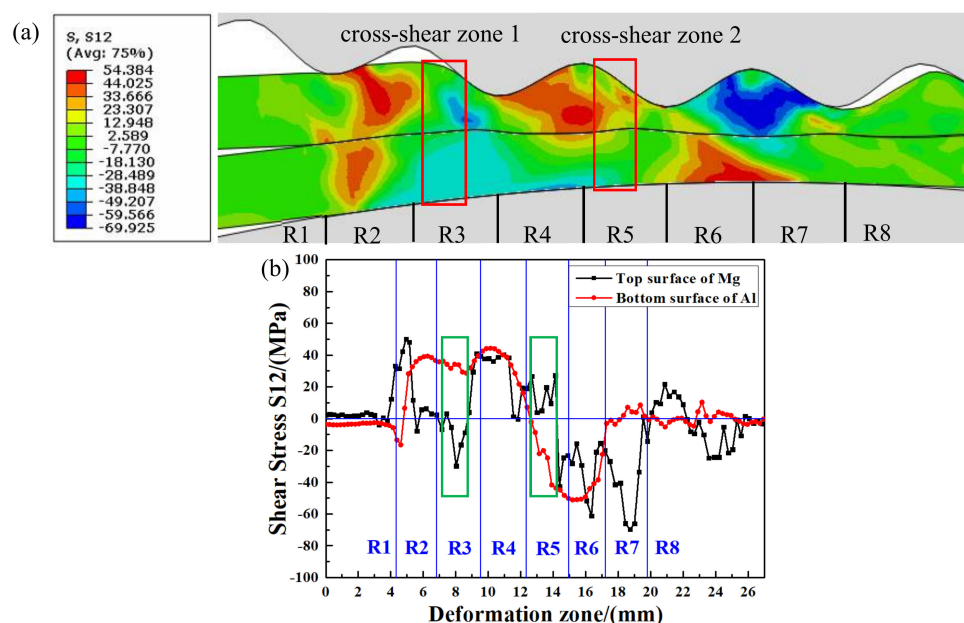 (a)
S, S12
(Avg: 75%)
54.384
44.025
33.666
23.307
12.948
2.589
-7.770
-18.130
-28.489
-38.848
-49.207
-59.566
-69.925
cross-shear zone 1
cross-shear zone 2
R1 R2 R3 R4 R5 R6 R7 R8
(b)
Shear Stress S12/(MPa)
100
80
60
40
20
0
-20
-40
-60
-80
-100
Top surface of Mg
Bottom surface of Al
R1 R2 R3 R4 R5 R6 R7 R8
0 2 4 6 8 10 12 14 16 18 20 22 24 26
Deformation zone/(mm)